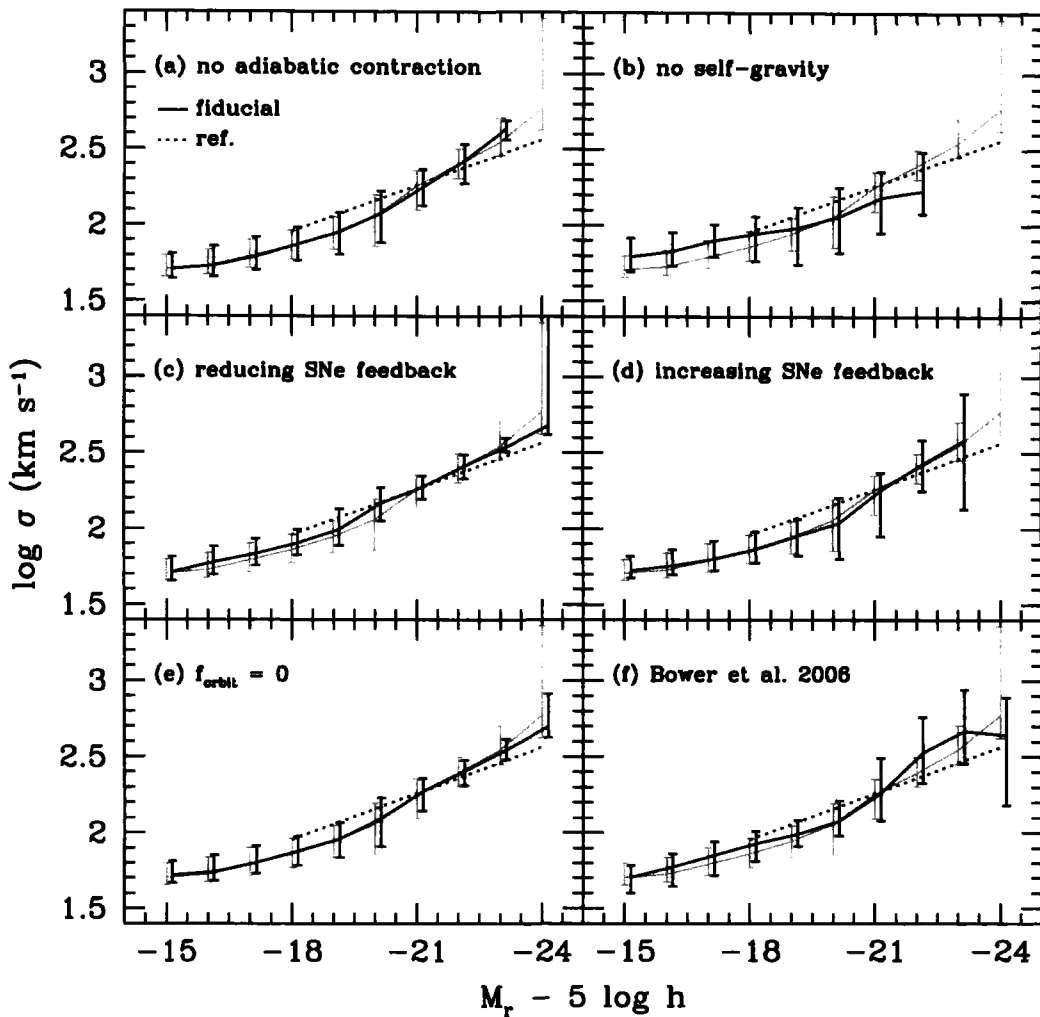 (a) no adiabatic contraction
fiducial
ref.
(b) no self-gravity
3
2.5
2
1.5
(c) reducing SNe feedback
(d) increasing SNe feedback
3
2.5
2
1.5
log σ (km s⁻¹)
(e) f_orbit = 0
(f) Bower et al. 2006
3
2.5
2
1.5
−15 −18 −21 −24 −15 −18 −21 −24
M_r − 5 log h